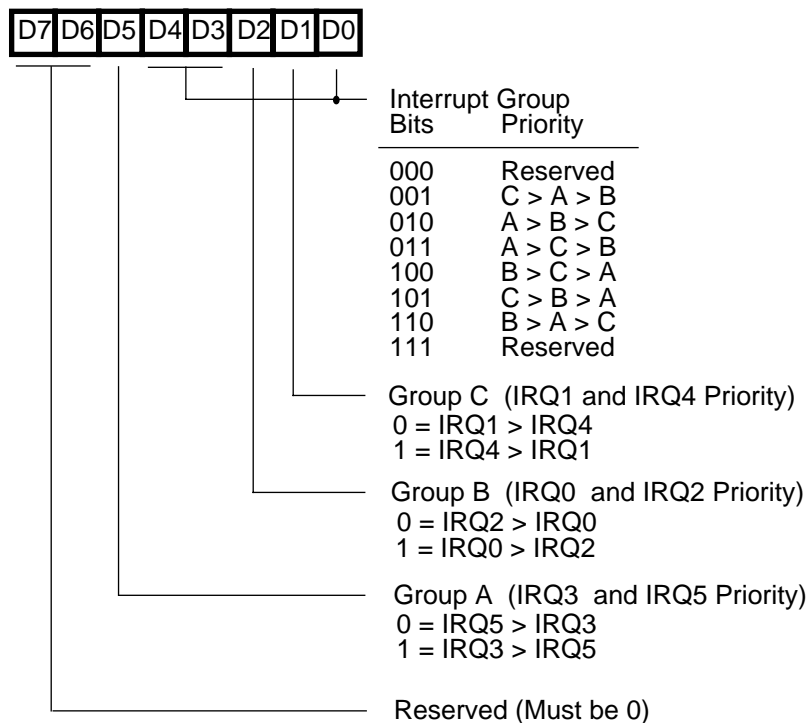 D7 D6 D5 D4 D3 D2 D1 D0
Interrupt Group
Bits Priority
000 Reserved
001 C > A > B
010 A > B > C
011 A > C > B
100 B > C > A
101 C > B > A
110 B > A > C
111 Reserved
Group C (IRQ1 and IRQ4 Priority)
0 = IRQ1 > IRQ4
1 = IRQ4 > IRQ1
Group B (IRQ0 and IRQ2 Priority)
0 = IRQ2 > IRQ0
1 = IRQ0 > IRQ2
Group A (IRQ3 and IRQ5 Priority)
0 = IRQ5 > IRQ3
1 = IRQ3 > IRQ5
Reserved (Must be 0)